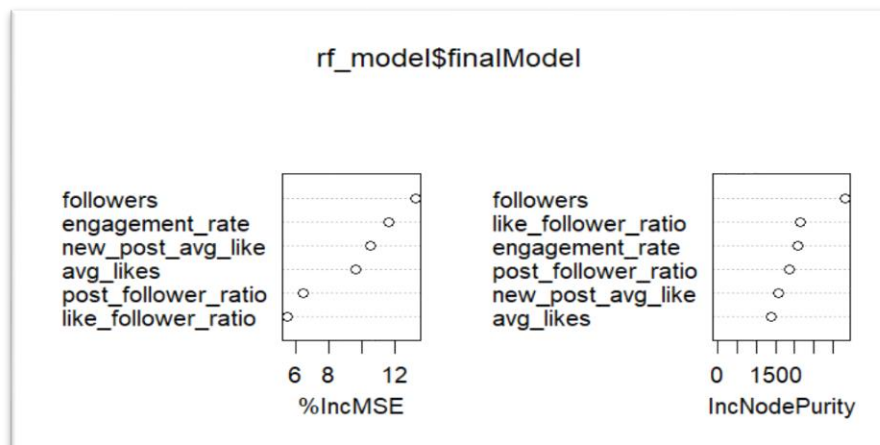 rf_model$finalModel
followers
engagement_rate
new_post_avg_like
avg_likes
post_follower_ratio
like_follower_ratio
6 8 12
%IncMSE
followers
like_follower_ratio
engagement_rate
post_follower_ratio
new_post_avg_like
avg_likes
0 1500
IncNodePurity